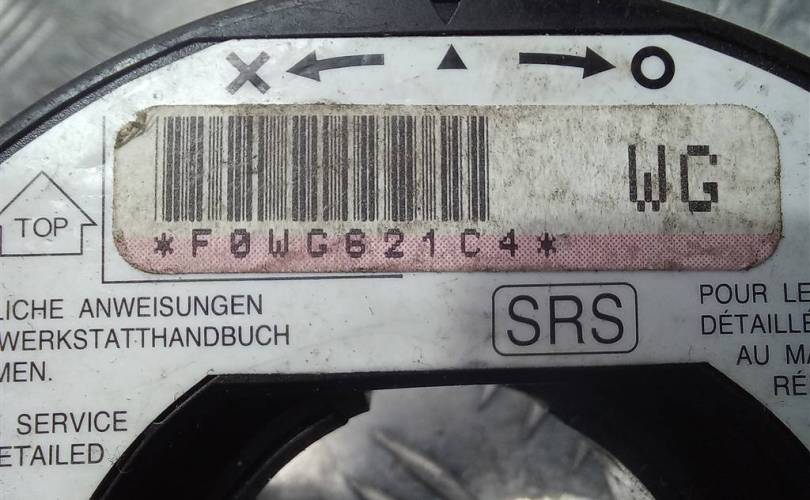 WG
*F0WG621C4*
TOP
LICHE ANWEISUNGEN
WERKSTATTHANDBUCH
MEN.
SRS
POUR LE
DÉTAILLÉ
AU MA
RÉ
SERVICE
ETAILED